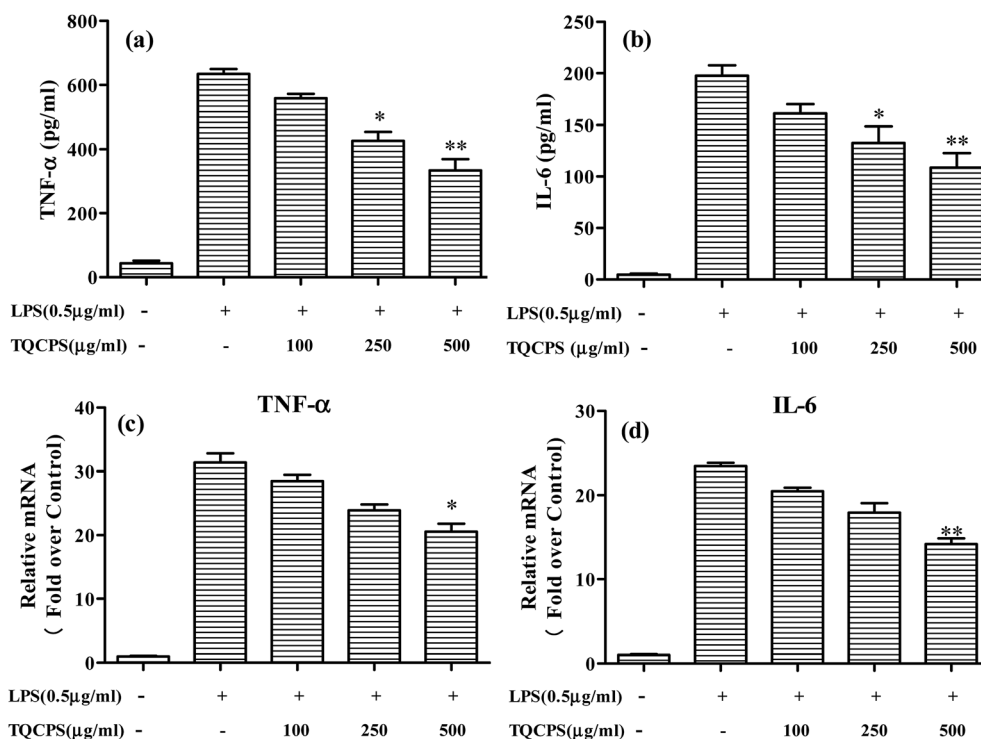 (a)
TNF-α (pg/ml)
800
600
400
200
0
*
**
LPS(0.5μg/ml) - + + + +
TQCPS(μg/ml) - - 100 250 500
(b)
IL-6 (pg/ml)
250
200
150
100
50
0
*
**
LPS(0.5μg/ml) - + + + +
TQCPS (μg/ml) - - 100 250 500
TNF-α
(c)
Relative mRNA
( Fold over Control)
40
30
20
10
0
*
LPS(0.5μg/ml) - + + + +
TQCPS(μg/ml) - - 100 250 500
IL-6
(d)
Relative mRNA
( Fold over Control)
30
20
10
0
**
LPS(0.5μg/ml) - + + + +
TQCPS(μg/ml) - - 100 250 500